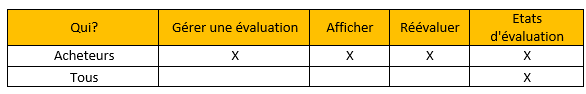 Qui? Gérer une évaluation Afficher Réévaluer Etats d'évaluation
Acheteurs X X X X
Tous X